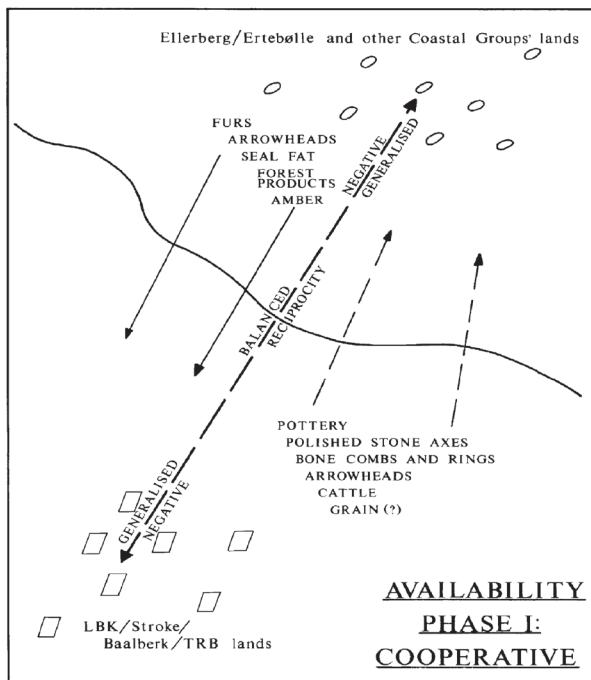 Ellerberg/Ertebølle and other Coastal Groups' lands
FURS
ARROWHEADS
SEAL FAT
FOREST
PRODUCTS
AMBER
NEGATIVE
GENERALISED
BALANCED
RECIPROCITY
POTTERY
POLISHED STONE AXES
BONE COMBS AND RINGS
ARROWHEADS
CATTLE
GRAIN (?)
GENERALISED
NEGATIVE
LBK/Stroke/
Baalberk/TRB lands
AVAILABILITY
PHASE I:
COOPERATIVE